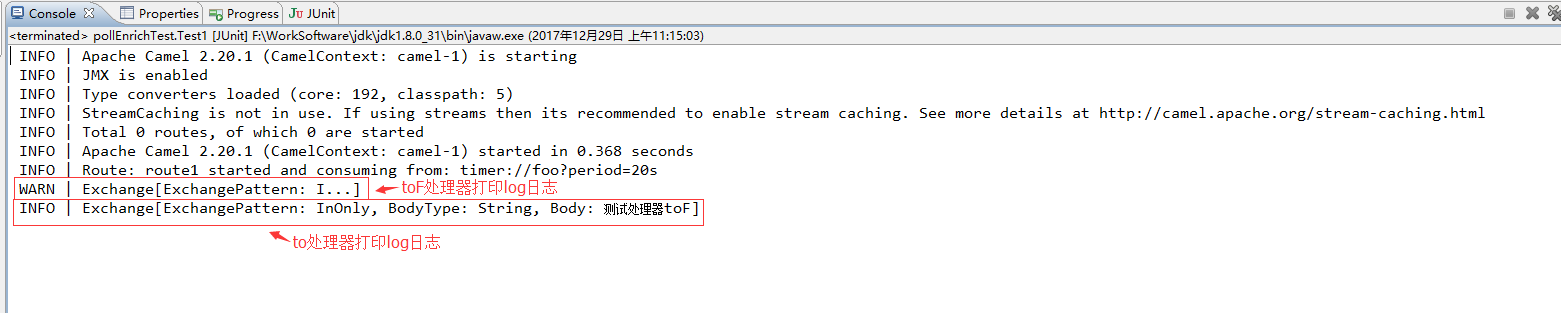 Console Properties Progress JUnit
<terminated> pollEnrichTest.Test1 [JUnit] F:\WorkSoftware\jdk\jdk1.8.0_31\bin\javaw.exe (2017年12月29日 上午11:15:03)
INFO | Apache Camel 2.20.1 (CamelContext: camel-1) is starting
INFO | JMX is enabled
INFO | Type converters loaded (core: 192, classpath: 5)
INFO | StreamCaching is not in use. If using streams then its recommended to enable stream caching. See more details at http://camel.apache.org/stream-caching.html
INFO | Total 0 routes, of which 0 are started
INFO | Apache Camel 2.20.1 (CamelContext: camel-1) started in 0.368 seconds
INFO | Route: route1 started and consuming from: timer://foo?period=20s
WARN | Exchange[ExchangePattern: I...] toF处理器打印log日志
INFO | Exchange[ExchangePattern: InOnly, BodyType: String, Body: 测试处理器toF]
to处理器打印log日志